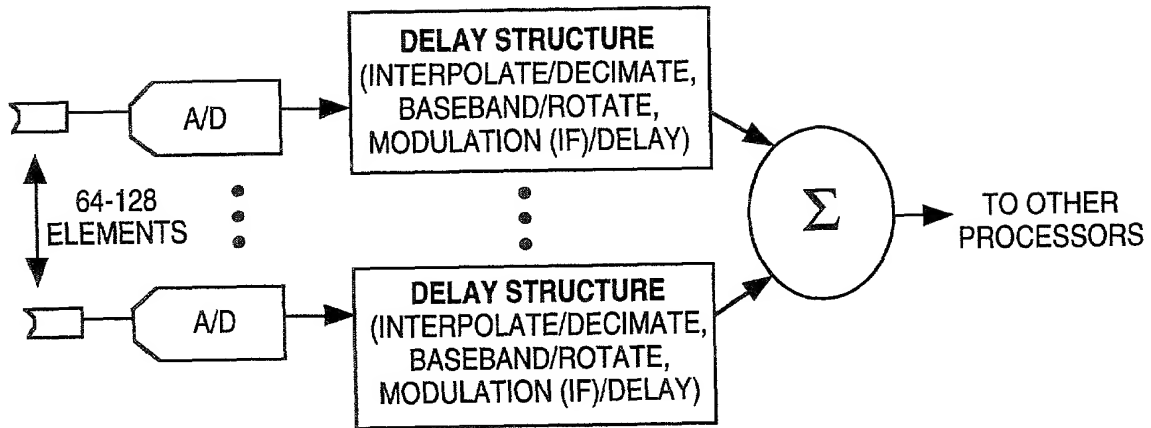 DELAY STRUCTURE
(INTERPOLATE/DECIMATE,
BASEBAND/ROTATE,
MODULATION (IF)/DELAY)
A/D
64-128
ELEMENTS
Σ
TO OTHER
PROCESSORS
A/D
DELAY STRUCTURE
(INTERPOLATE/DECIMATE,
BASEBAND/ROTATE,
MODULATION (IF)/DELAY)